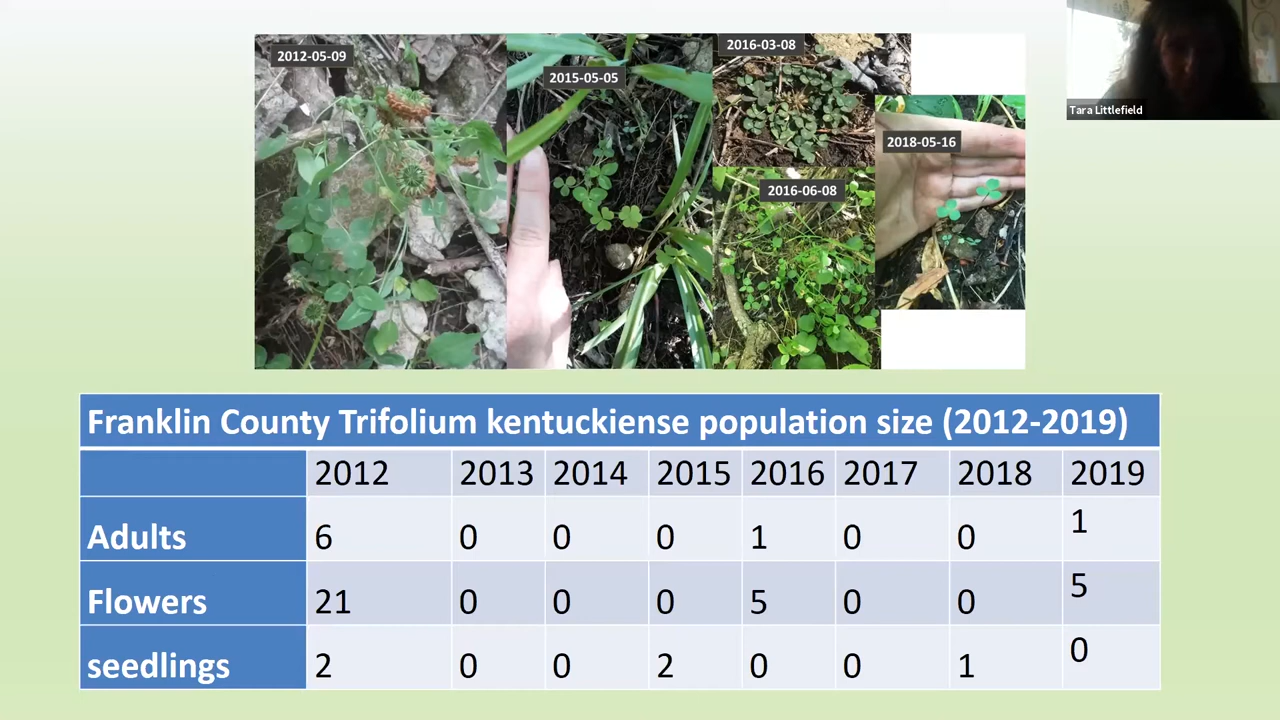 2012-05-09
2015-05-05
2016-03-08
2016-06-08
2018-05-16
Tara Littlefield
Franklin County Trifolium kentuckiense population size (2012-2019)
2012 2013 2014 2015 2016 2017 2018 2019
Adults 6 0 0 0 1 0 0 1
Flowers 21 0 0 0 5 0 0 5
seedlings 2 0 0 2 0 0 1 0